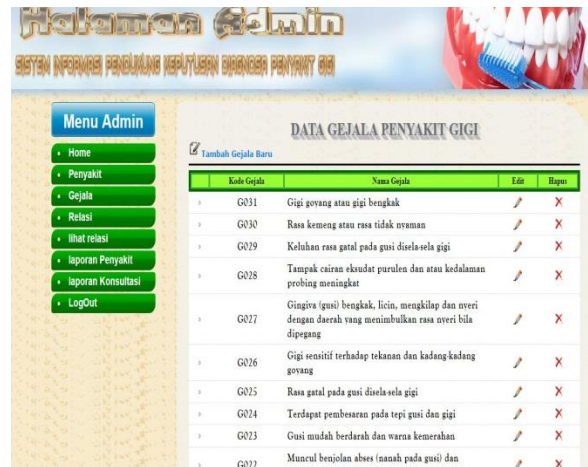 Halaman Admin
SISTEM INFORMASI PENDUKUNG KEPUTUSAN DIAGNOSA PENYAKIT GIGI
Menu Admin
Home
Penyakit
Gejala
Relasi
lihat relasi
laporan Penyakit
laporan Konsultasi
LogOut
DATA GEJALA PENYAKIT GIGI
Tambah Gejala Baru
Kode Gejala Nama Gejala Edit Hapus
G031 Gigi goyang atau gigi bengkak
G030 Rasa kemeng atau rasa tidak nyaman
G029 Keluhan rasa gatal pada gusi disela-sela gigi
G028 Tampak cairan eksudat purulen dan atau kedalaman
probing meningkat
G027 Gingiva (gusi) bengkak, licin, mengkilap dan nyeri
dengan daerah yang menimbulkan rasa nyeri bila
dipegang
G026 Gigi sensitif terhadap tekanan dan kadang-kadang
goyang
G025 Rasa gatal pada gusi disela-sela gigi
G024 Terdapat pembesaran pada tepi gusi dan gigi
G023 Gusi mudah berdarah dan warna kemerahan
G022 Muncul benjolan abses (nanah pada gusi) dan